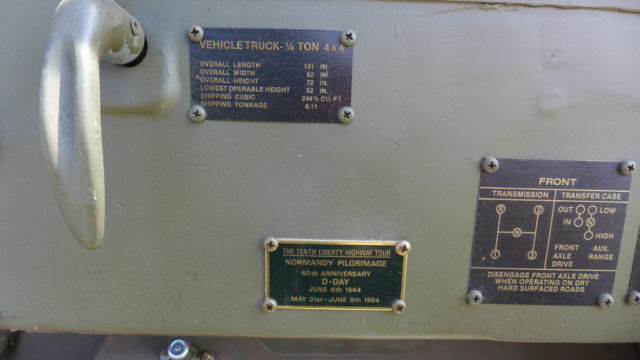 VEHICLE TRUCK - ¼ TON 4×4
OVERALL LENGTH 131 IN.
OVERALL WIDTH 62 IN.
OVERALL HEIGHT 72 IN.
LOWEST OPERABLE HEIGHT 52 IN.
SHIPPING CUBIC 244½ CU. FT.
SHIPPING TONNAGE 6.11
THE TENTH LIBERTY HIGHWAY TOUR
NORMANDY PILGRIMAGE
50th ANNIVERSARY
D-DAY
JUNE 6th 1944
MAY 31st - JUNE 9th 1994
FRONT
TRANSMISSION TRANSFER CASE
R 2 OUT LOW
N IN N
1 3 HIGH
FRONT AUX.
AXLE RANGE
DRIVE
DISENGAGE FRONT AXLE DRIVE
WHEN OPERATING ON DRY
HARD SURFACED ROADS